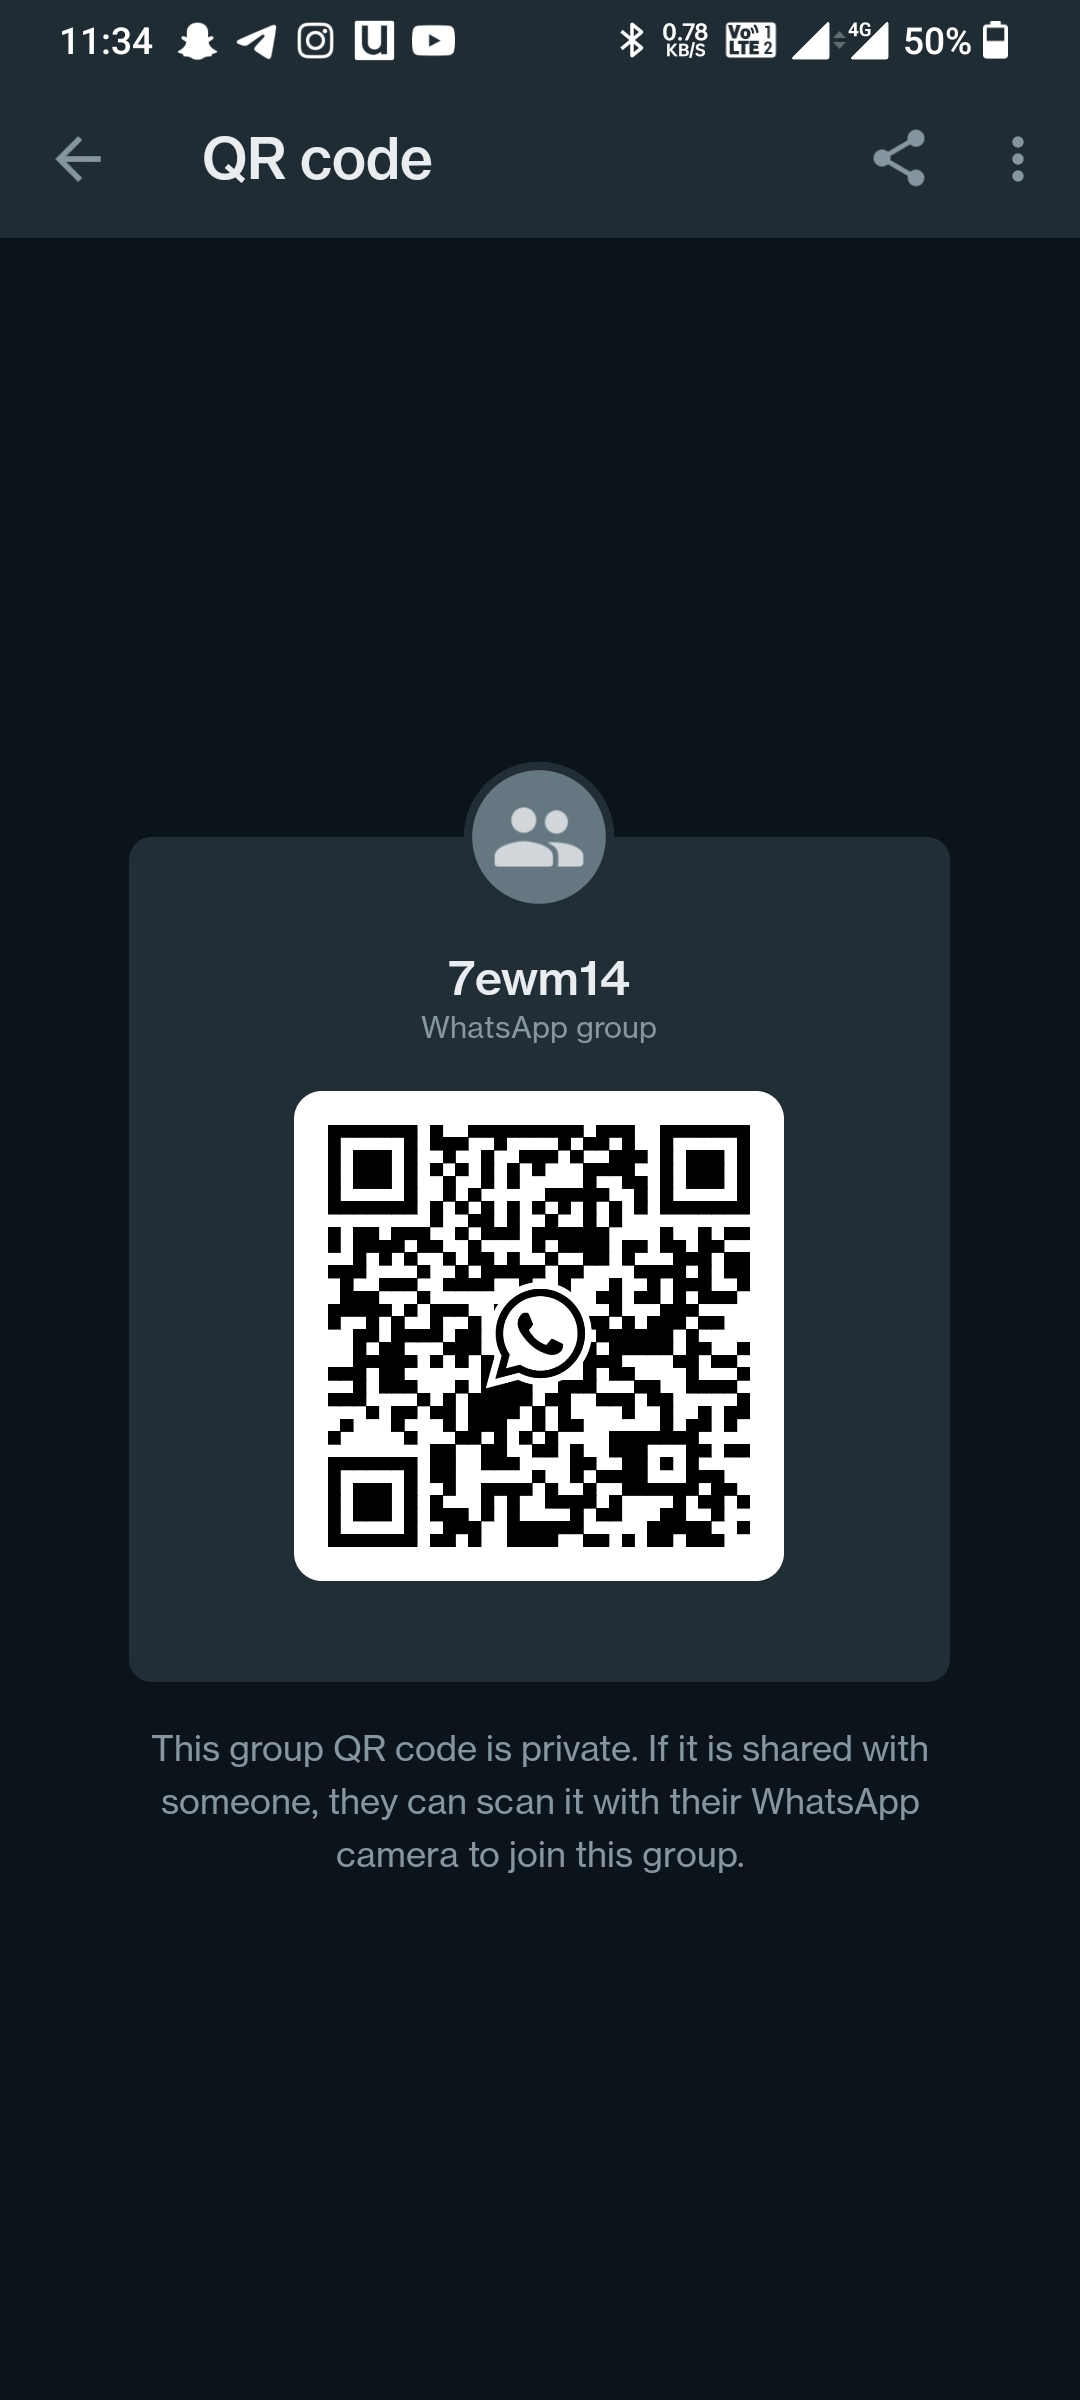 11:34 0.78 KB/S Vo 1 LTE 2 4G 50%
QR code
7ewm14
WhatsApp group
This group QR code is private. If it is shared with
someone, they can scan it with their WhatsApp
camera to join this group.